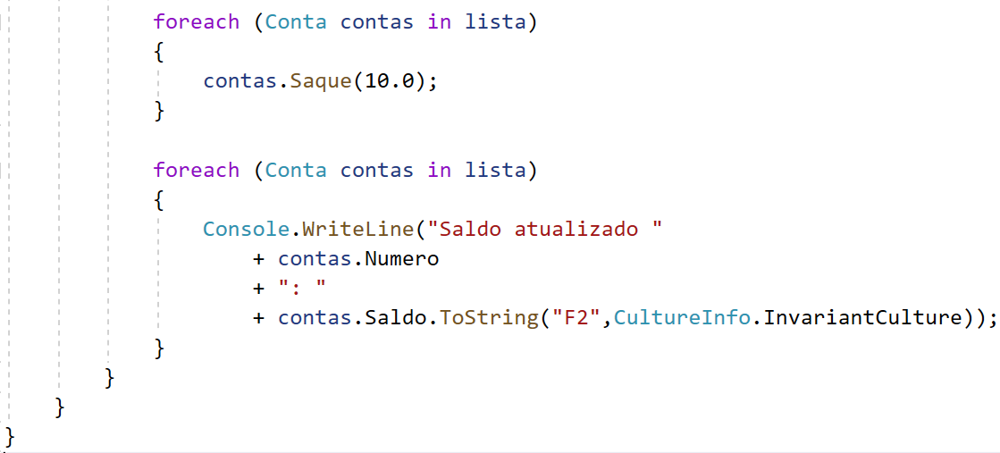 foreach (Conta contas in lista)
{
contas.Saque(10.0);
}
foreach (Conta contas in lista)
{
Console.WriteLine("Saldo atualizado "
+ contas.Numero
+ ": "
+ contas.Saldo.ToString("F2",CultureInfo.InvariantCulture));
}
}
}
}